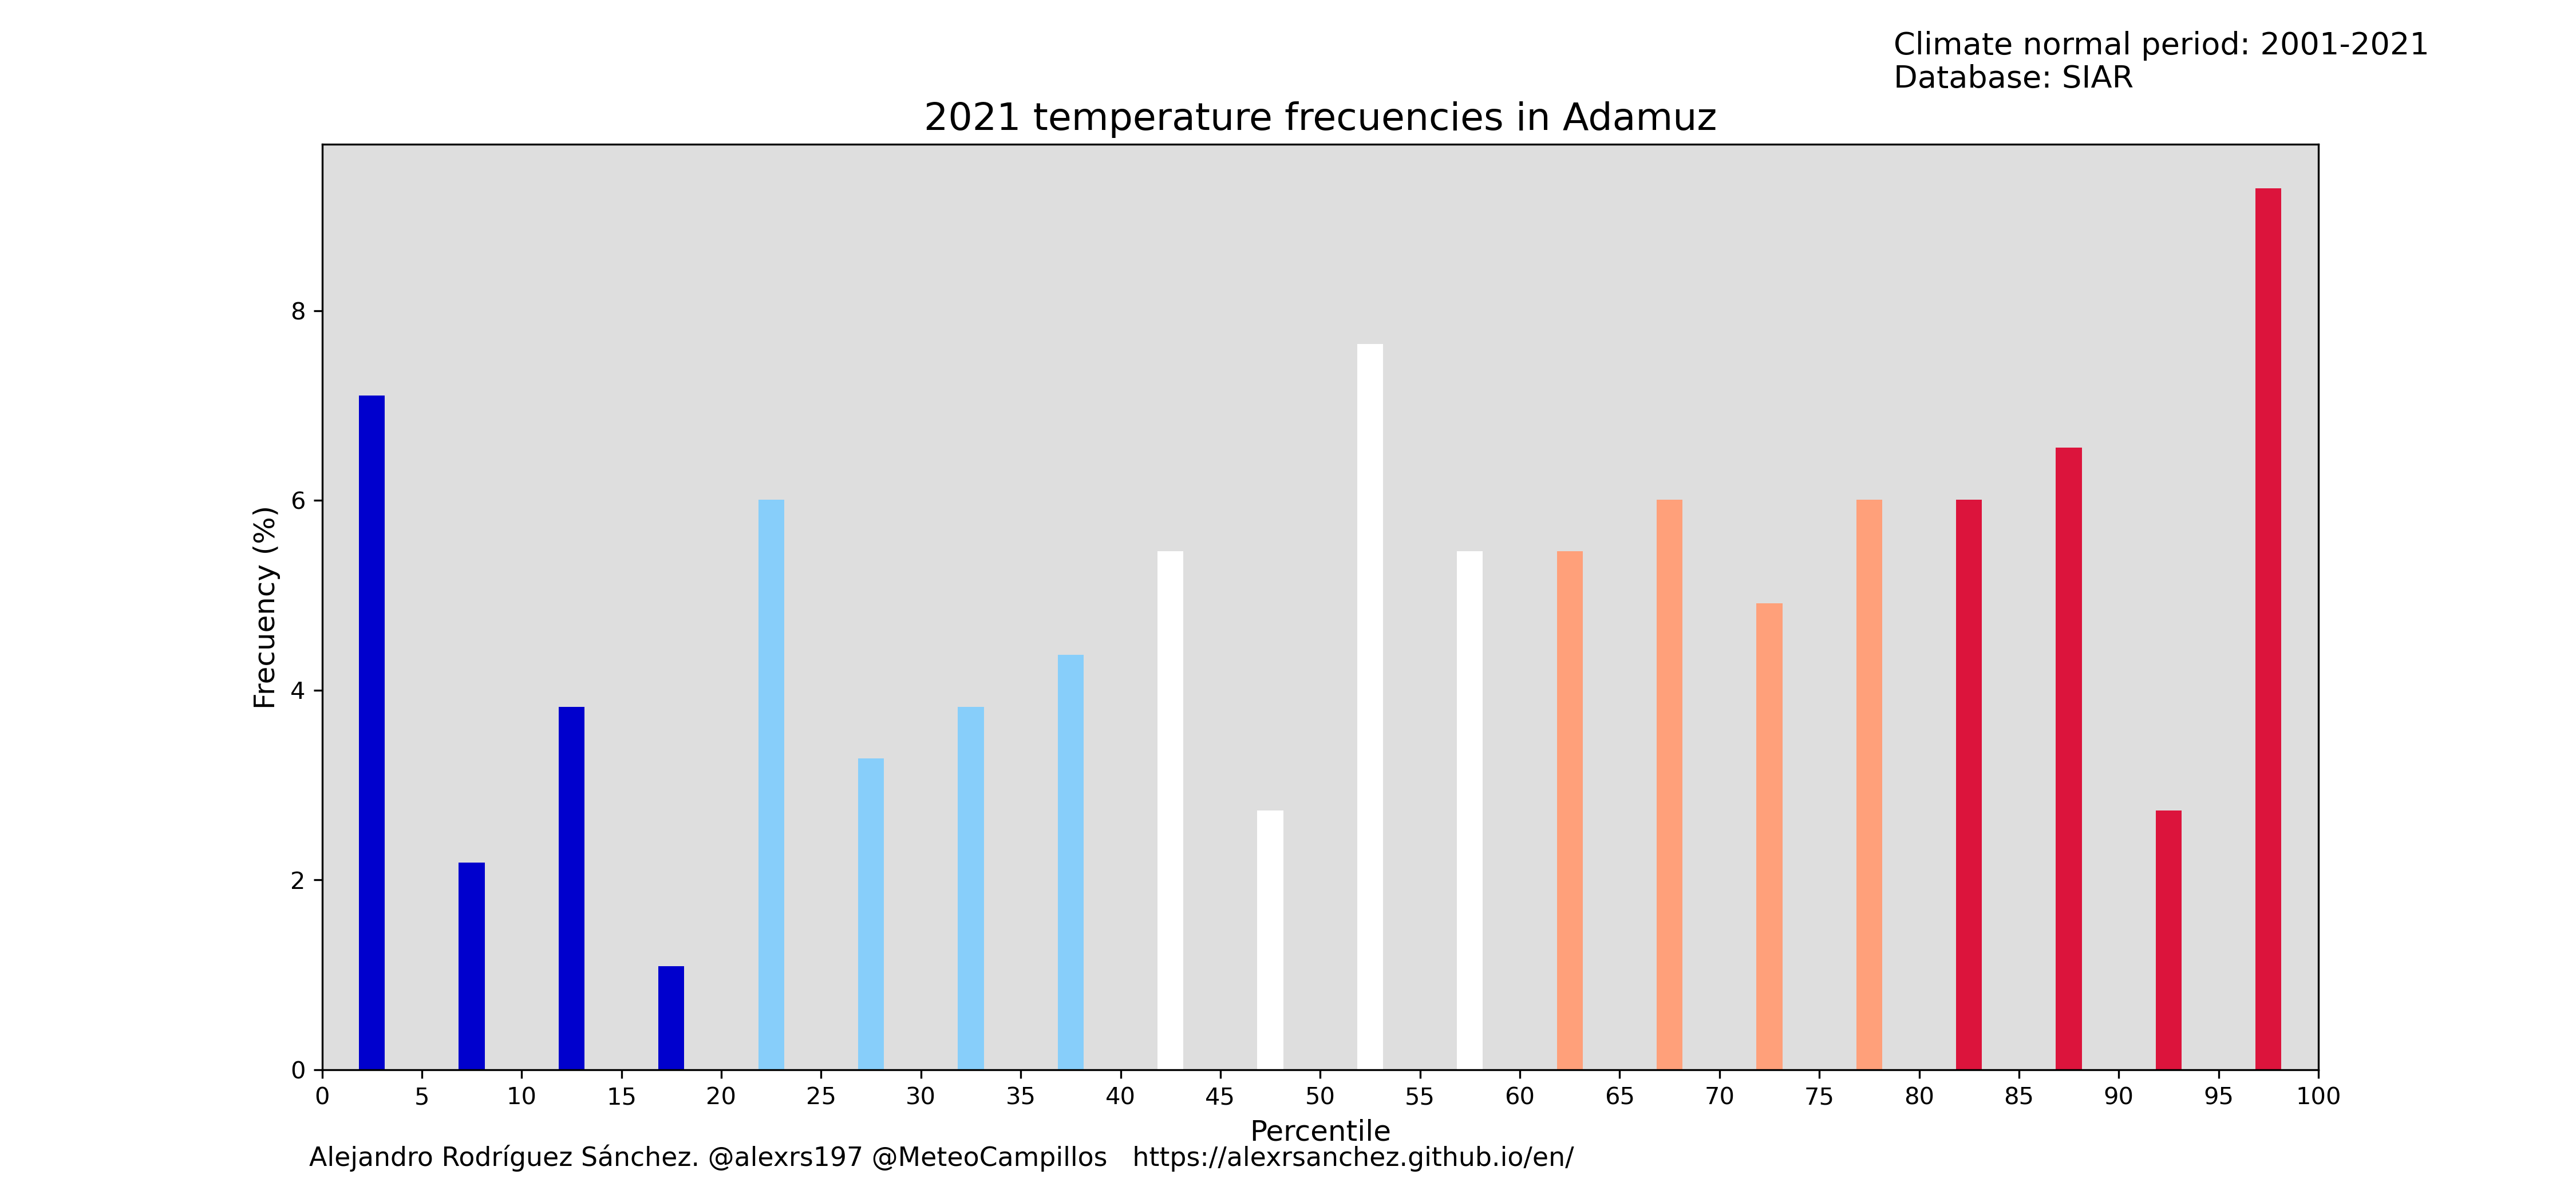 Climate normal period: 2001-2021
Database: SIAR
2021 temperature frecuencies in Adamuz
Frecuency (%)
8
6
4
2
0
0 5 10 15 20 25 30 35 40 45 50 55 60 65 70 75 80 85 90 95 100
Percentile
Alejandro Rodríguez Sánchez. @alexrs197 @MeteoCampillos https://alexrsanchez.github.io/en/